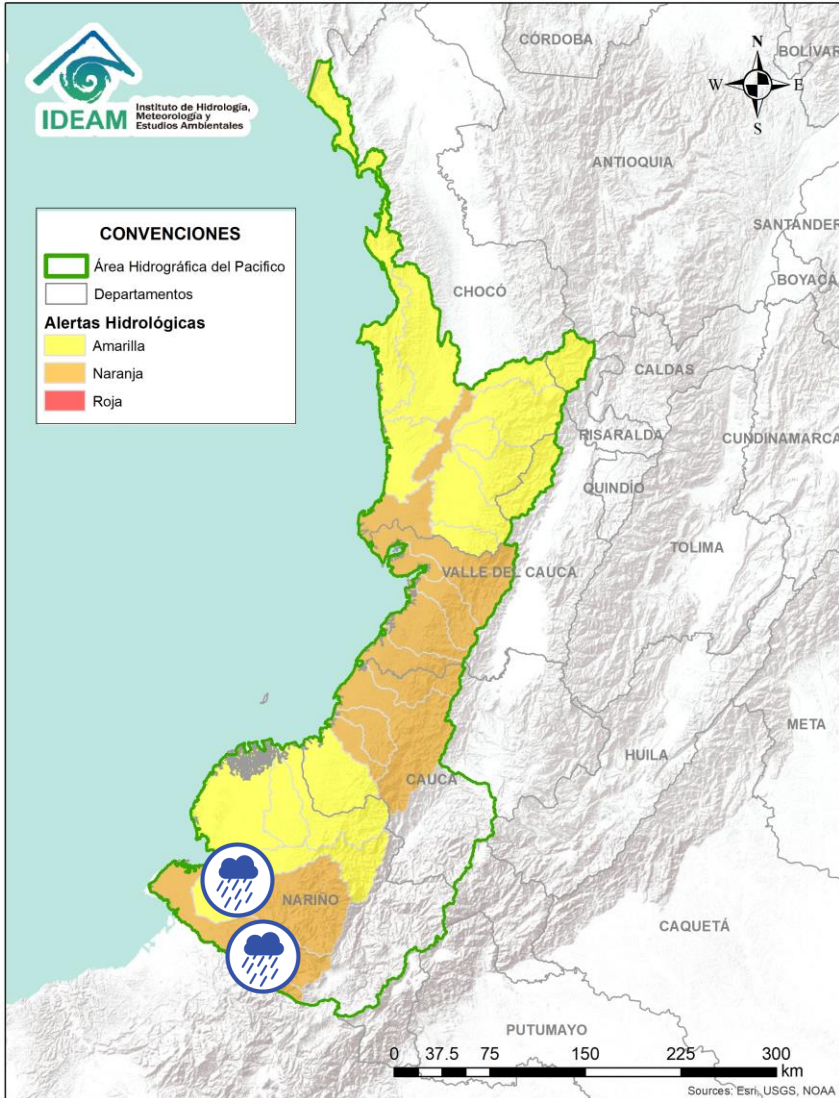 IDEAM
Instituto de Hidrología,
Meteorología y
Estudios Ambientales
CONVENCIONES
Área Hidrográfica del Pacifico
Departamentos
Alertas Hidrológicas
Amarilla
Naranja
Roja
N
W
E
S
CÓRDOBA
BOLÍVAR
ANTIOQUIA
SANTANDER
BOYACÁ
CHOCÓ
CALDAS
RISARALDA
CUNDINAMARCA
QUINDÍO
TOLIMA
VALLE DEL CAUCA
META
HUILA
CAUCA
NARIÑO
CAQUETÁ
PUTUMAYO
0 37.5 75 150 225 300
km
Sources: Esri, USGS, NOAA